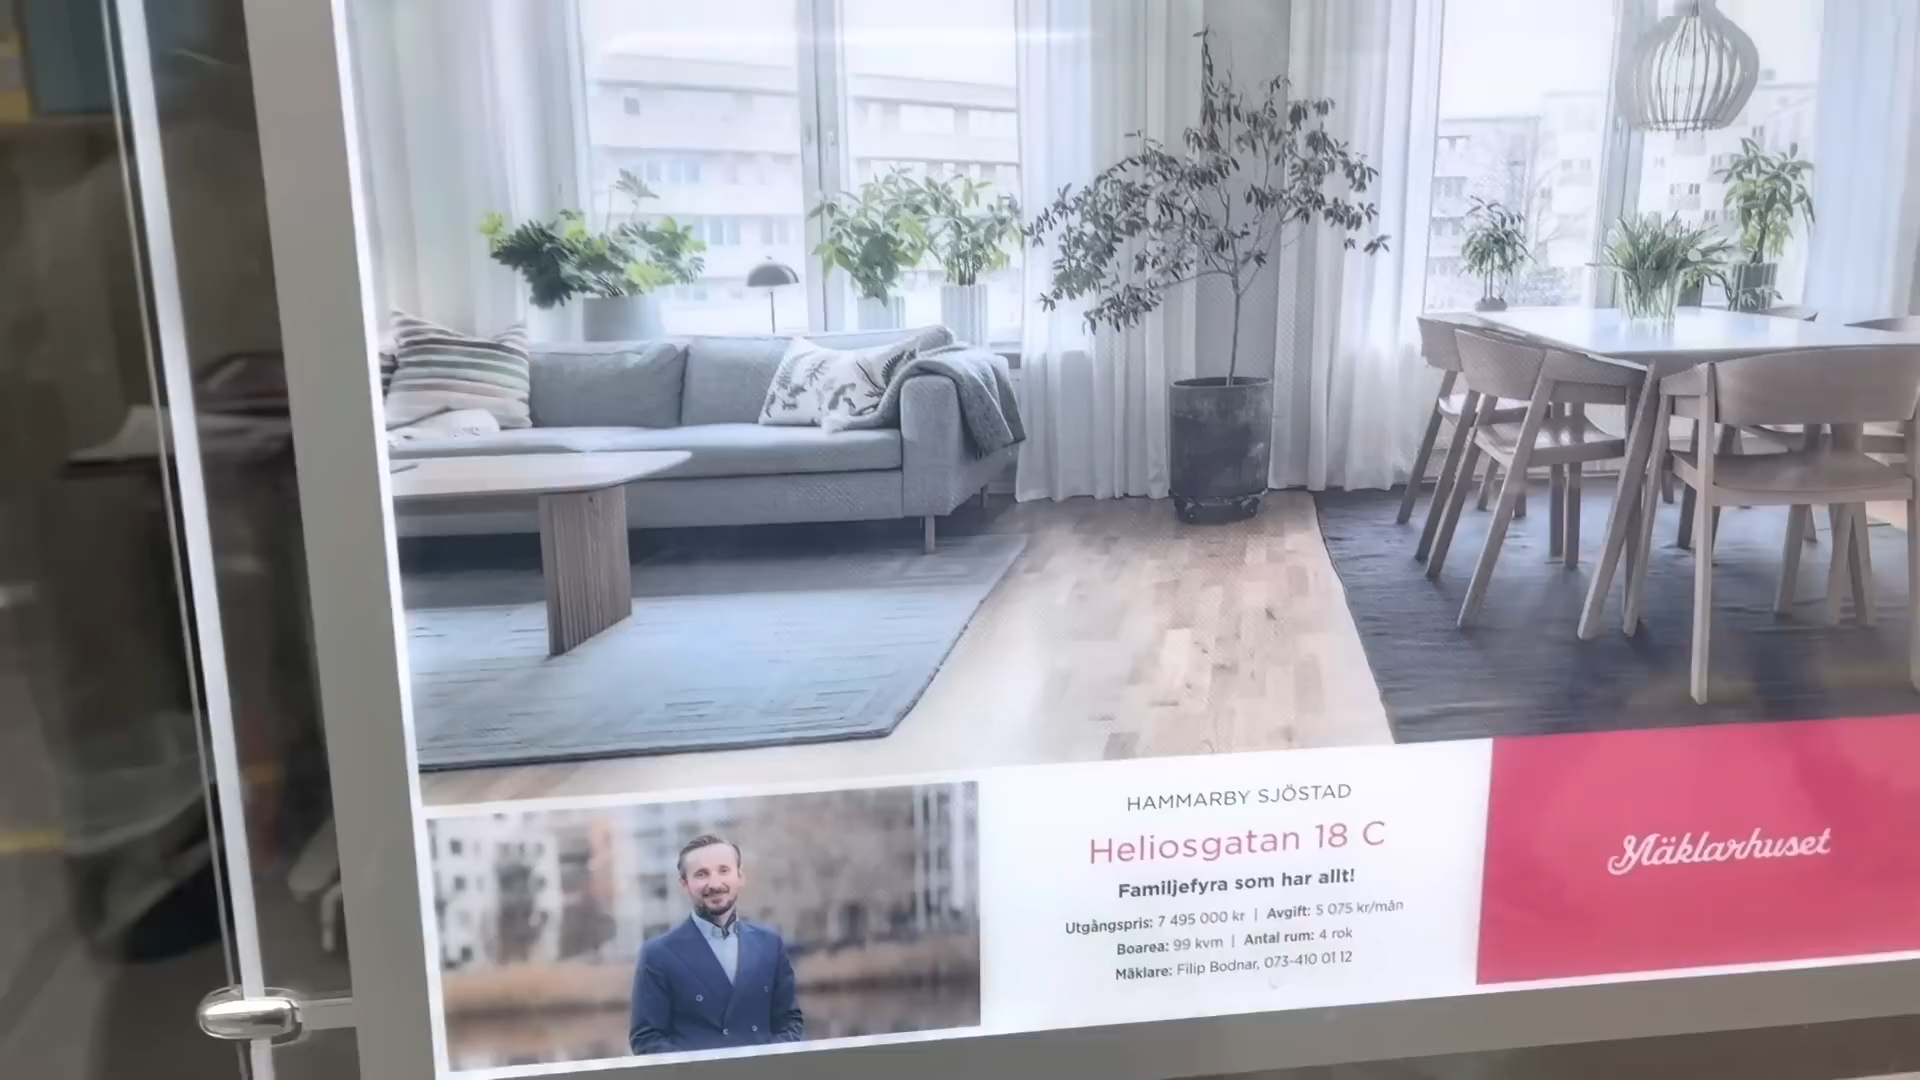 HAMMARBY SJÖSTAD
Heliosgatan 18 C
Familjefyra som har allt!
Utgångspris: 7 495 000 kr | Avgift: 5 075 kr/mån
Boarea: 99 kvm | Antal rum: 4 rok
Mäklare: Filip Bodnar, 073-410 01 12
Mäklarhuset